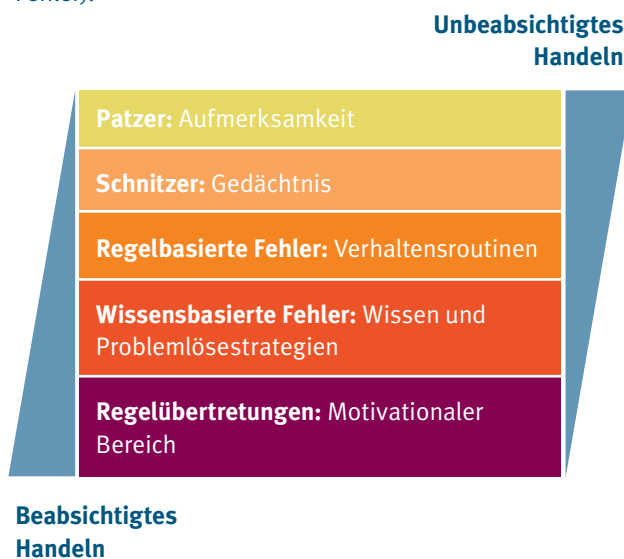 Unbeabsichtigtes
Handeln
Patzer: Aufmerksamkeit
Schnitzer: Gedächtnis
Regelbasierte Fehler: Verhaltensroutinen
Wissensbasierte Fehler: Wissen und
Problemlösestrategien
Regelübertretungen: Motivationaler
Bereich
Beabsichtigtes
Handeln